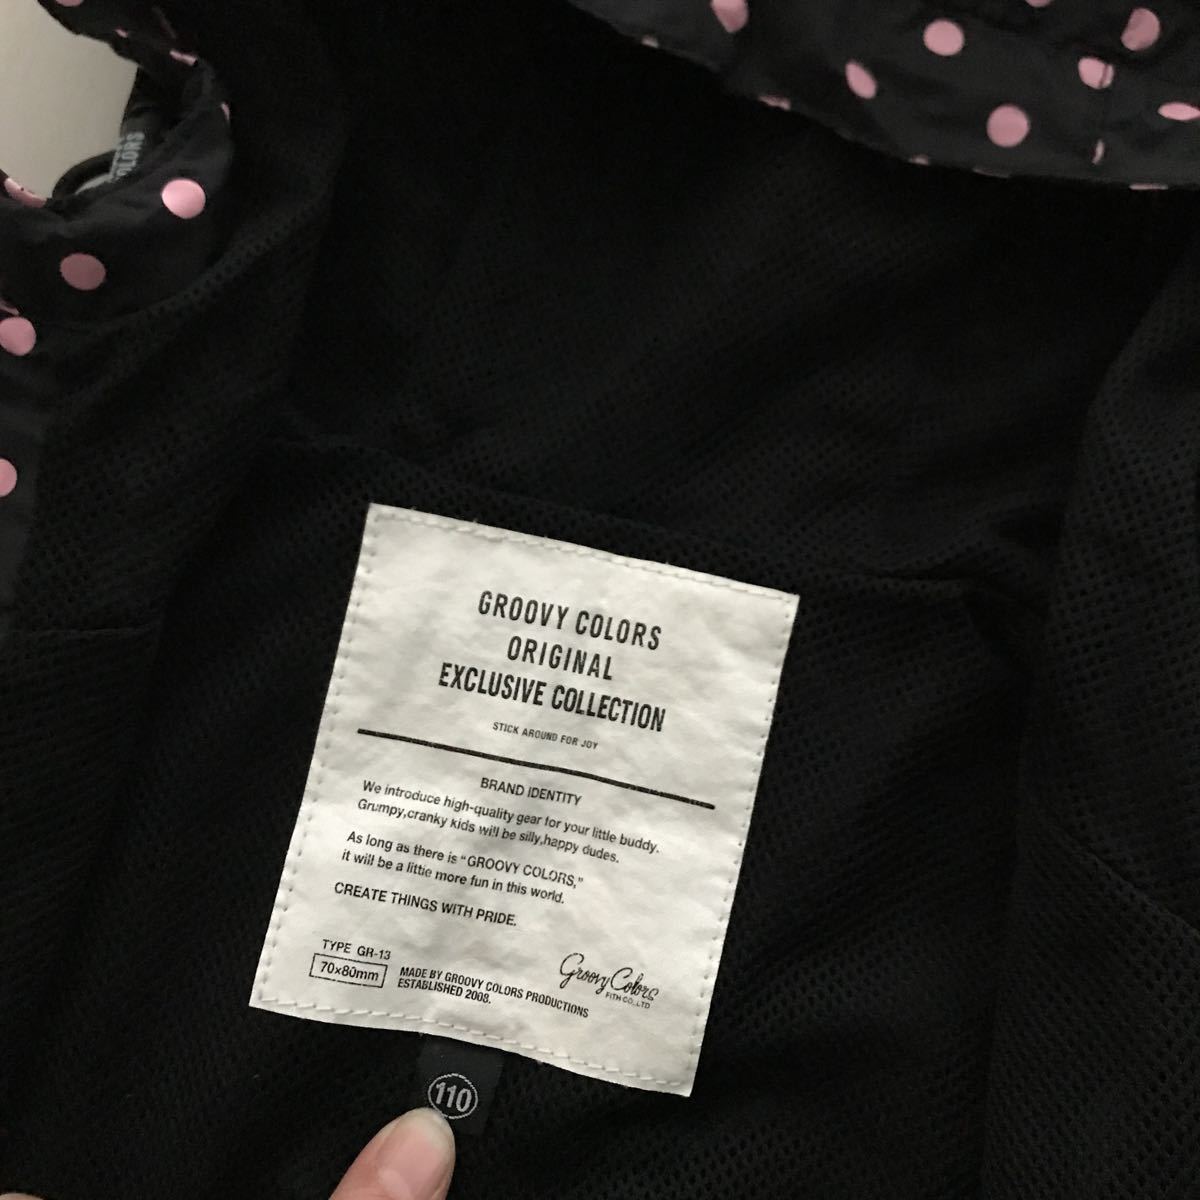 COLORS
GROOVY COLORS
ORIGINAL
EXCLUSIVE COLLECTION
STICK AROUND FOR JOY
BRAND IDENTITY
We introduce high-quality gear for your little buddy.
Grumpy,cranky kids will be silly,happy dudes.
As long as there is “GROOVY COLORS,”
it will be a little more fun in this world.
CREATE THINGS WITH PRIDE.
TYPE GR-13
70×80mm
MADE BY GROOVY COLORS PRODUCTIONS
ESTABLISHED 2008.
Groovy Colors
FITH CO.,LTD
110